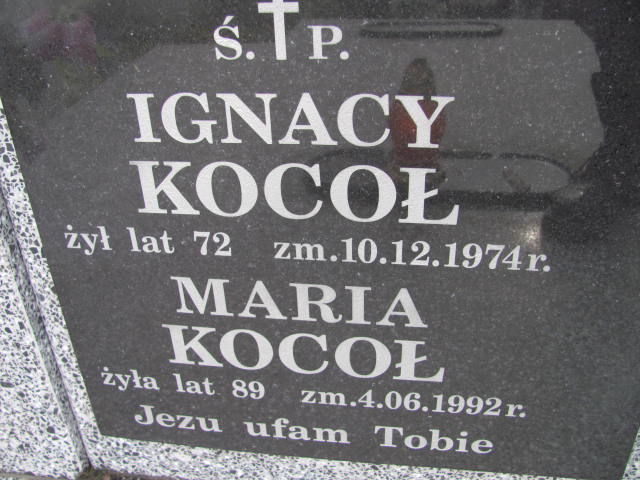 Ś. P.
IGNACY
KOCOŁ
żył lat 72 zm.10.12.1974r.
MARIA
KOCOŁ
żyła lat 89 zm.4.06.1992r.
Jezu ufam Tobie